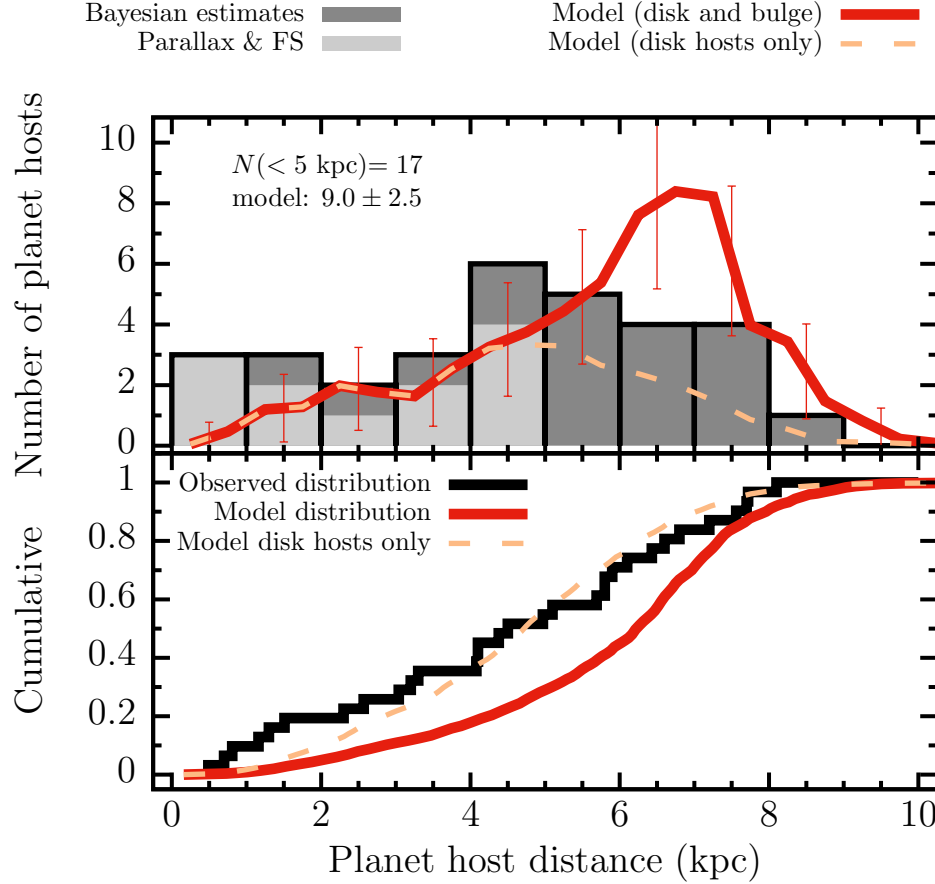 Bayesian estimates
Parallax & FS
Model (disk and bulge)
Model (disk hosts only)
Number of planet hosts
10
8
6
4
2
0
N(< 5 kpc)= 17
model: 9.0 ± 2.5
Cumulative
1
0.8
0.6
0.4
0.2
0
Observed distribution
Model distribution
Model disk hosts only
0 2 4 6 8 10
Planet host distance (kpc)